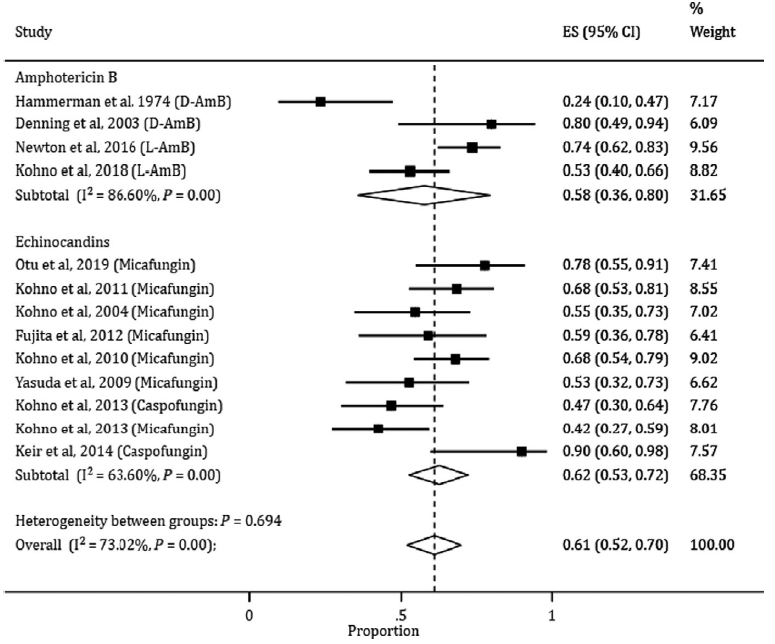 %
Study ES (95% CI) Weight
Amphotericin B
Hammerman et al. 1974 (D-AmB) 0.24 (0.10, 0.47) 7.17
Denning et al, 2003 (D-AmB) 0.80 (0.49, 0.94) 6.09
Newton et al. 2016 (L-AmB) 0.74 (0.62, 0.83) 9.56
Kohno et al. 2018 (L-AmB) 0.53 (0.40, 0.66) 8.82
Subtotal (I² = 86.60%, P = 0.00) 0.58 (0.36, 0.80) 31.65
Echinocandins
Otu et al, 2019 (Micafungin) 0.78 (0.55, 0.91) 7.41
Kohno et al, 2011 (Micafungin) 0.68 (0.53, 0.81) 8.55
Kohno et al, 2004 (Micafungin) 0.55 (0.35, 0.73) 7.02
Fujita et al, 2012 (Micafungin) 0.59 (0.36, 0.78) 6.41
Kohno et al, 2010 (Micafungin) 0.68 (0.54, 0.79) 9.02
Yasuda et al, 2009 (Micafungin) 0.53 (0.32, 0.73) 6.62
Kohno et al, 2013 (Caspofungin) 0.47 (0.30, 0.64) 7.76
Kohno et al, 2013 (Micafungin) 0.42 (0.27, 0.59) 8.01
Keir et al, 2014 (Caspofungin) 0.90 (0.60, 0.98) 7.57
Subtotal (I² = 63.60%, P = 0.00) 0.62 (0.53, 0.72) 68.35
Heterogeneity between groups: P = 0.694
Overall (I² = 73.02%, P = 0.00); 0.61 (0.52, 0.70) 100.00
0 .5 1
Proportion